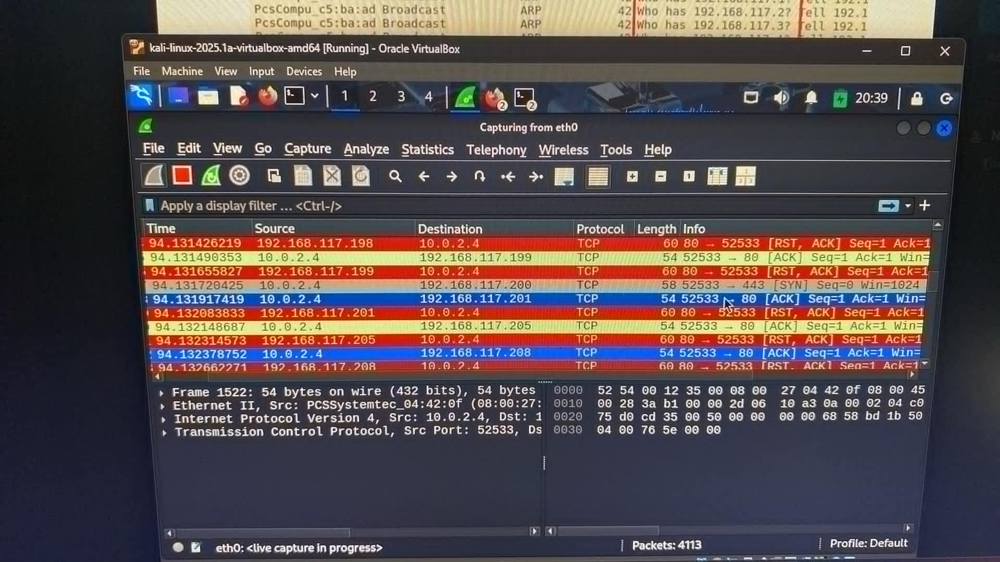 PcsCompu_c5:ba:ad Broadcast ARP 42 Who has 192.168.117.2? Tell 192.1
PcsCompu_c5:ba:ad Broadcast ARP 42 Who has 192.168.117.3? Tell 192.1
kali-linux-2025.1a-virtualbox-amd64 [Running] - Oracle VirtualBox
File Machine View Input Devices Help
1 2 3 4 2 2 20:39
Capturing from eth0
File Edit View Go Capture Analyze Statistics Telephony Wireless Tools Help
Apply a display filter ... <Ctrl-/>
Time Source Destination Protocol Length Info
94.131426219 192.168.117.198 10.0.2.4 TCP 60 80 → 52533 [RST, ACK] Seq=1 Ack=1
94.131490353 10.0.2.4 192.168.117.199 TCP 54 52533 → 80 [ACK] Seq=1 Ack=1 Win=
94.131655827 192.168.117.199 10.0.2.4 TCP 60 80 → 52533 [RST, ACK] Seq=1 Ack=1
94.131720425 10.0.2.4 192.168.117.200 TCP 58 52533 → 443 [SYN] Seq=0 Win=1024
94.131917419 10.0.2.4 192.168.117.201 TCP 54 52533 → 80 [ACK] Seq=1 Ack=1 Win=
94.132083833 192.168.117.201 10.0.2.4 TCP 60 80 → 52533 [RST, ACK] Seq=1 Ack=1
94.132148687 10.0.2.4 192.168.117.205 TCP 54 52533 → 80 [ACK] Seq=1 Ack=1 Win=
94.132314573 192.168.117.205 10.0.2.4 TCP 60 80 → 52533 [RST, ACK] Seq=1 Ack=1
94.132378752 10.0.2.4 192.168.117.208 TCP 54 52533 → 80 [ACK] Seq=1 Ack=1 Win=
94.132662271 192.168.117.208 10.0.2.4 TCP 60 80 → 52533 [RST, ACK] Seq=1 Ack=1
Frame 1522: 54 bytes on wire (432 bits), 54 bytes
Ethernet II, Src: PCSSystemtec_04:42:0f (08:00:27:
Internet Protocol Version 4, Src: 10.0.2.4, Dst: 1
Transmission Control Protocol, Src Port: 52533, Ds
0000 52 54 00 12 35 00 08 00 27 04 42 0f 08 00 45
0010 00 28 3a b1 00 00 2d 06 10 a3 0a 00 02 04 c0
0020 75 d0 cd 35 00 50 00 00 00 00 68 58 bd 1b 50
0030 04 00 76 5e 00 00
eth0: <live capture in progress> Packets: 4113 Profile: Default